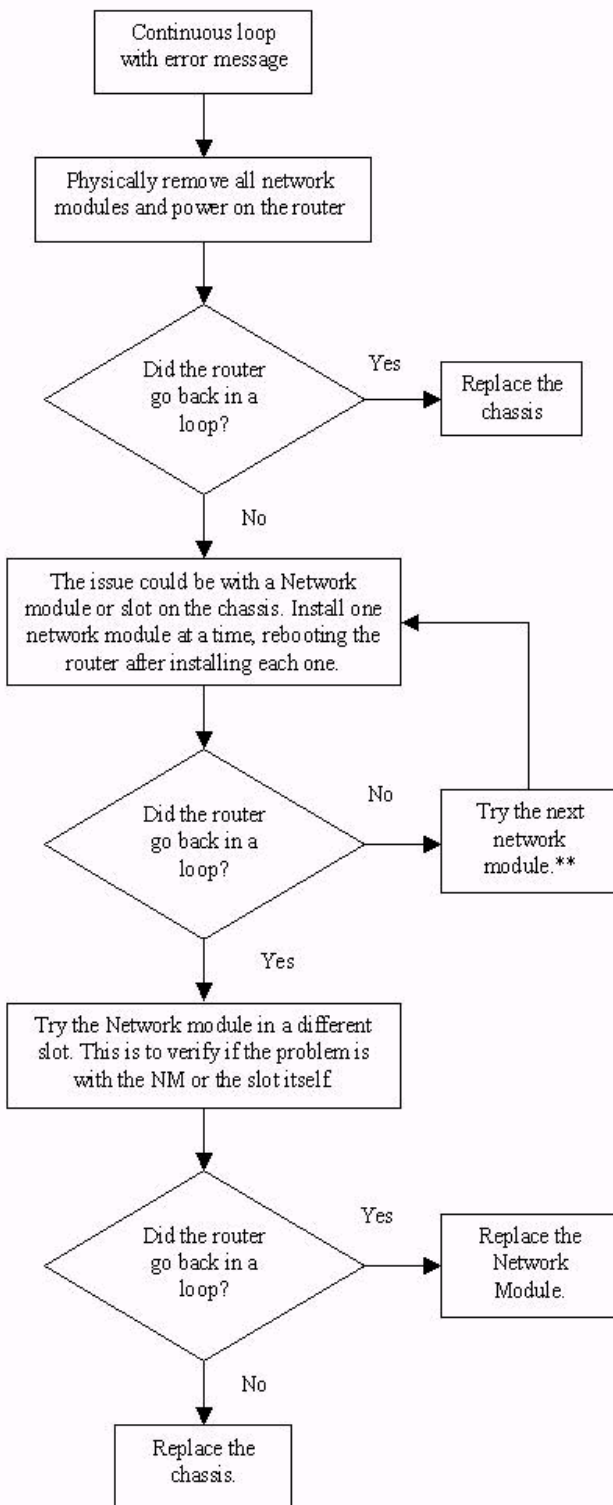 Continuous loop
with error message
Physically remove all network
modules and power on the router
Did the router
go back in a
loop?
Yes
Replace the
chassis
No
The issue could be with a Network
module or slot on the chassis. Install one
network module at a time, rebooting the
router after installing each one.
Did the router
go back in a
loop?
No
Try the next
network
module.**
Yes
Try the Network module in a different
slot. This is to verify if the problem is
with the NM or the slot itself.
Did the router
go back in a
loop?
Yes
Replace the
Network
Module.
No
Replace the
chassis.